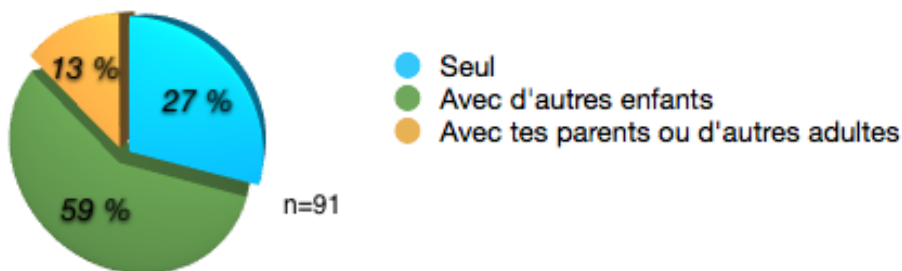 13 %
27 %
59 %
n=91
Seul
Avec d'autres enfants
Avec tes parents ou d'autres adultes